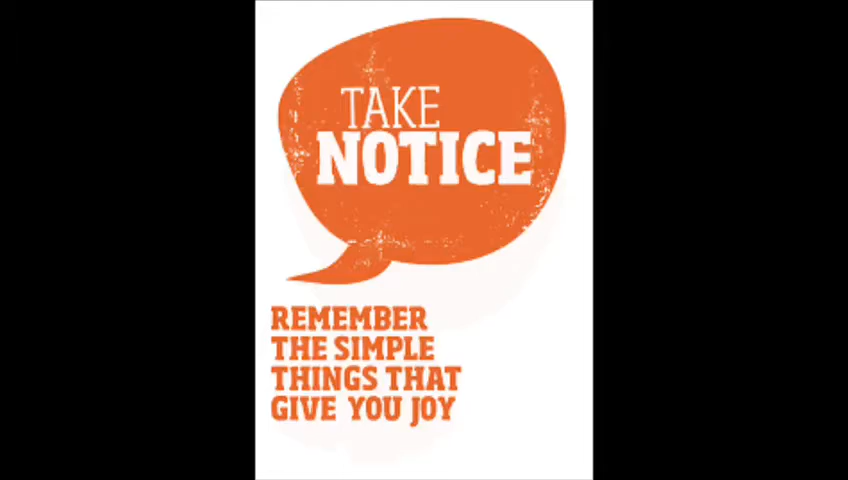 TAKE
NOTICE
REMEMBER
THE SIMPLE
THINGS THAT
GIVE YOU JOY